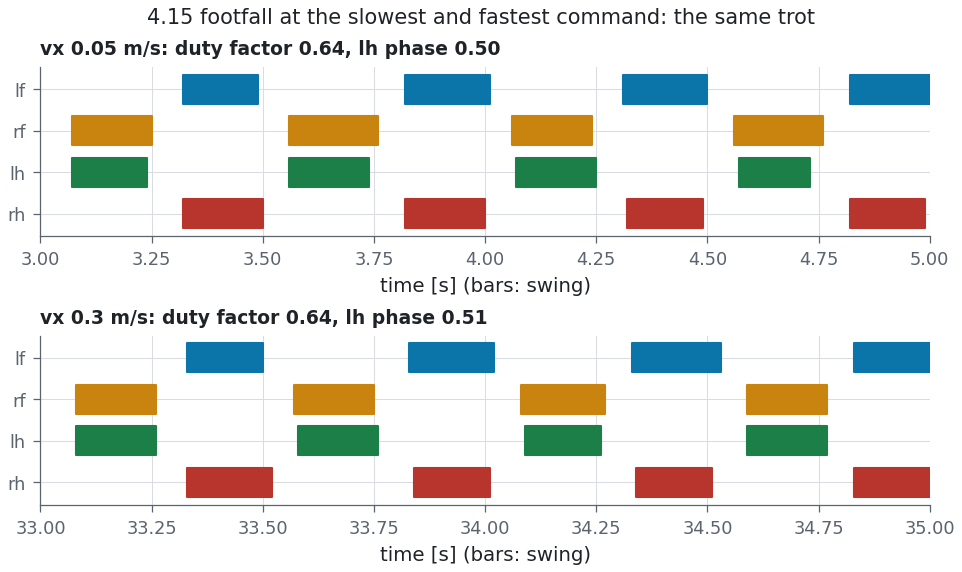 4.15 footfall at the slowest and fastest command: the same trot
vx 0.05 m/s: duty factor 0.64, lh phase 0.50
lf
rf
lh
rh
3.00 3.25 3.50 3.75 4.00 4.25 4.50 4.75 5.00
time [s] (bars: swing)
vx 0.3 m/s: duty factor 0.64, lh phase 0.51
lf
rf
lh
rh
33.00 33.25 33.50 33.75 34.00 34.25 34.50 34.75 35.00
time [s] (bars: swing)